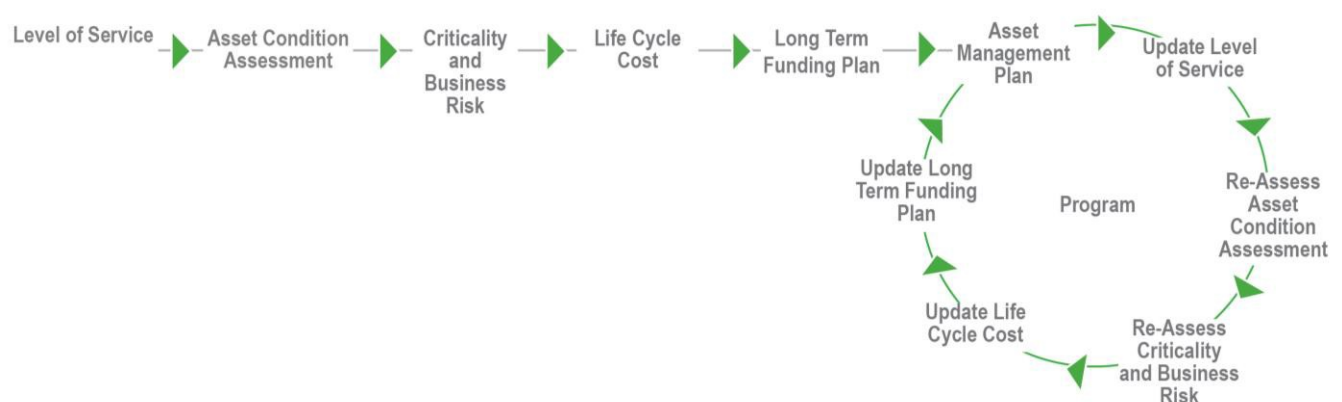 Level of Service
Asset Condition
Assessment
Criticality
and
Business
Risk
Life Cycle
Cost
Long Term
Funding Plan
Asset
Management
Plan
Update Level
of Service
Re-Assess
Asset
Condition
Assessment
Re-Assess
Criticality
and Business
Risk
Update Life
Cycle Cost
Update Long
Term Funding
Plan
Program